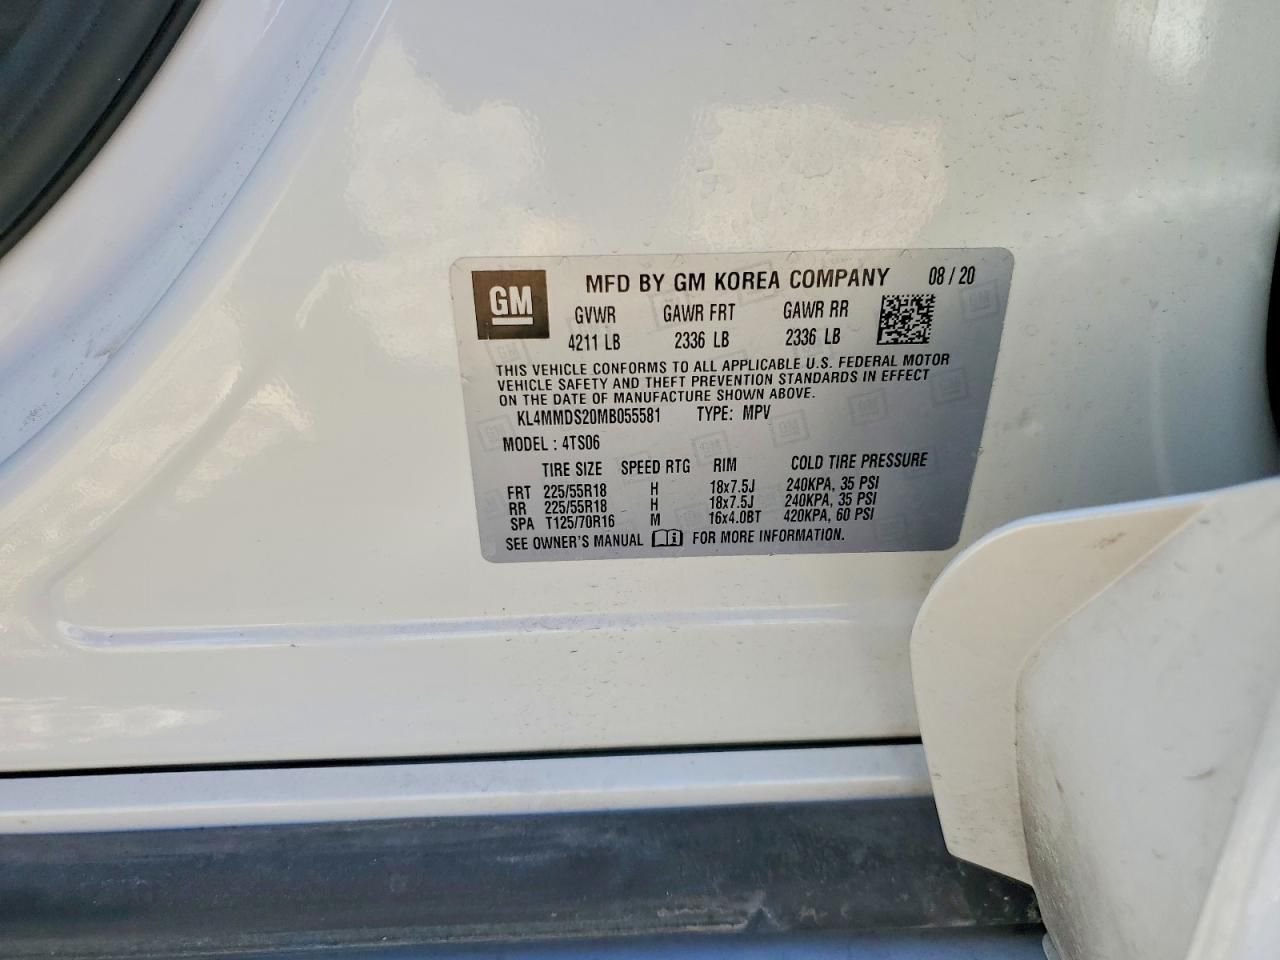 GM
MFD BY GM KOREA COMPANY 08/20
GVWR GAWR FRT GAWR RR
4211 LB 2336 LB 2336 LB
THIS VEHICLE CONFORMS TO ALL APPLICABLE U.S. FEDERAL MOTOR
VEHICLE SAFETY AND THEFT PREVENTION STANDARDS IN EFFECT
ON THE DATE OF MANUFACTURE SHOWN ABOVE.
KL4MMDS20MB055581 TYPE: MPV
MODEL : 4TS06
TIRE SIZE SPEED RTG RIM COLD TIRE PRESSURE
FRT 225/55R18 H 18x7.5J 240KPA, 35 PSI
RR 225/55R18 H 18x7.5J 240KPA, 35 PSI
SPA T125/70R16 M 16x4.0BT 420KPA, 60 PSI
SEE OWNER'S MANUAL FOR MORE INFORMATION.